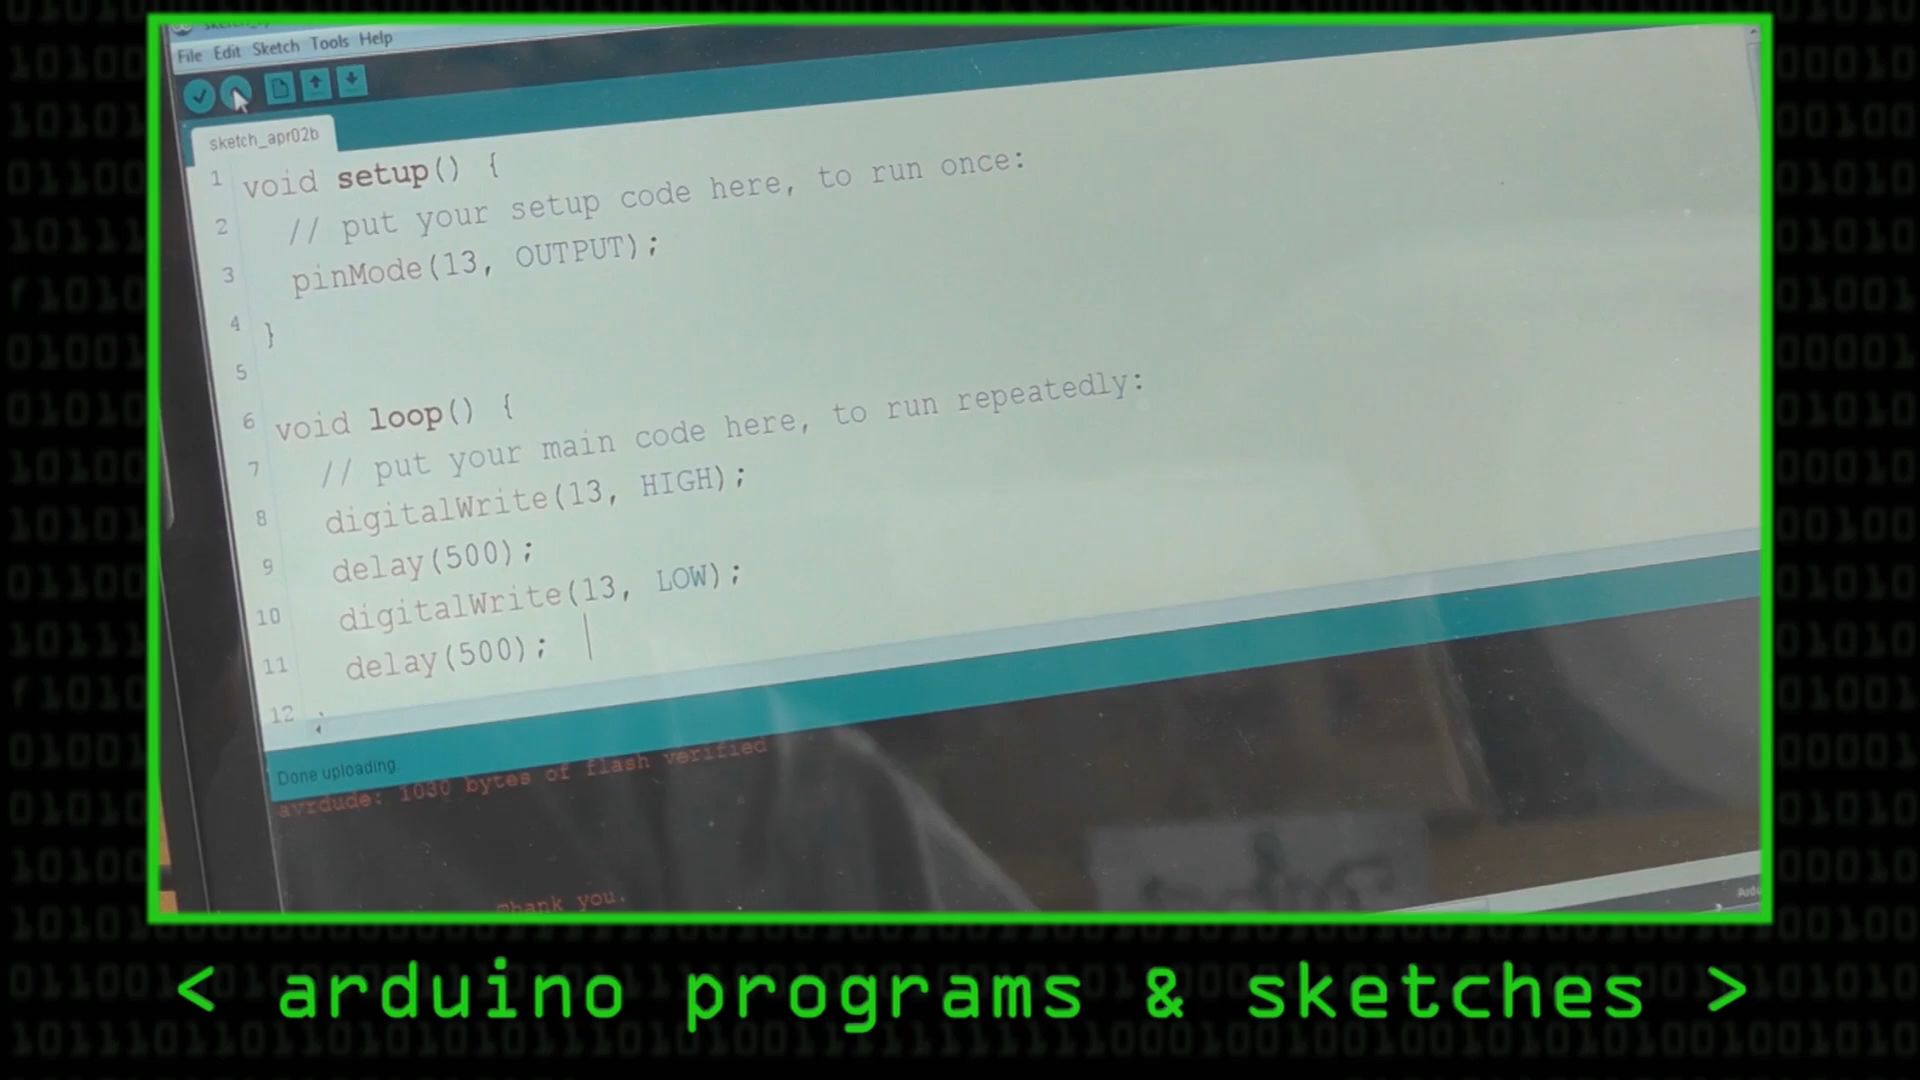 File Edit Sketch Tools Help
sketch_apr02b
1 void setup() {
2 // put your setup code here, to run once:
3 pinMode(13, OUTPUT);
4 }
5
6 void loop() {
7 // put your main code here, to run repeatedly:
8 digitalWrite(13, HIGH);
9 delay(500);
10 digitalWrite(13, LOW);
11 delay(500);
12
Done uploading.
avrdude: 1030 bytes of flash verified
Thank you.
< arduino programs & sketches >